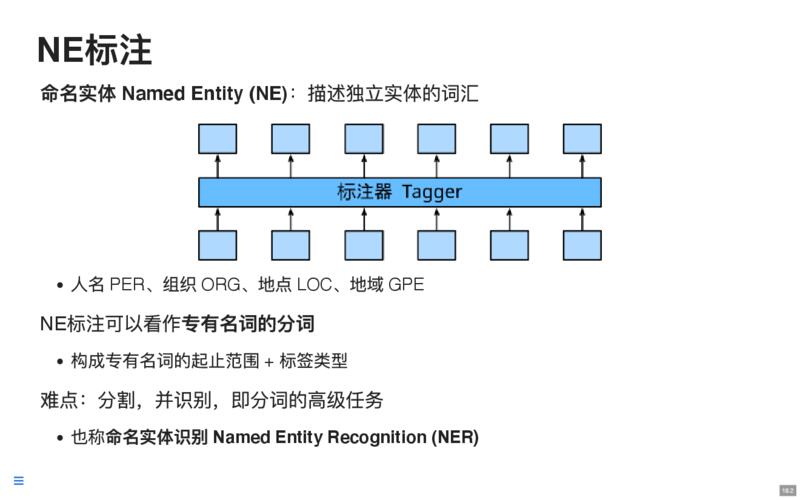 NE标注
命名实体 Named Entity (NE)：描述独立实体的词汇
标注器 Tagger
• 人名 PER、组织 ORG、地点 LOC、地域 GPE
NE标注可以看作专有名词的分词
• 构成专有名词的起止范围 + 标签类型
难点：分割，并识别，即分词的高级任务
• 也称命名实体识别 Named Entity Recognition (NER)